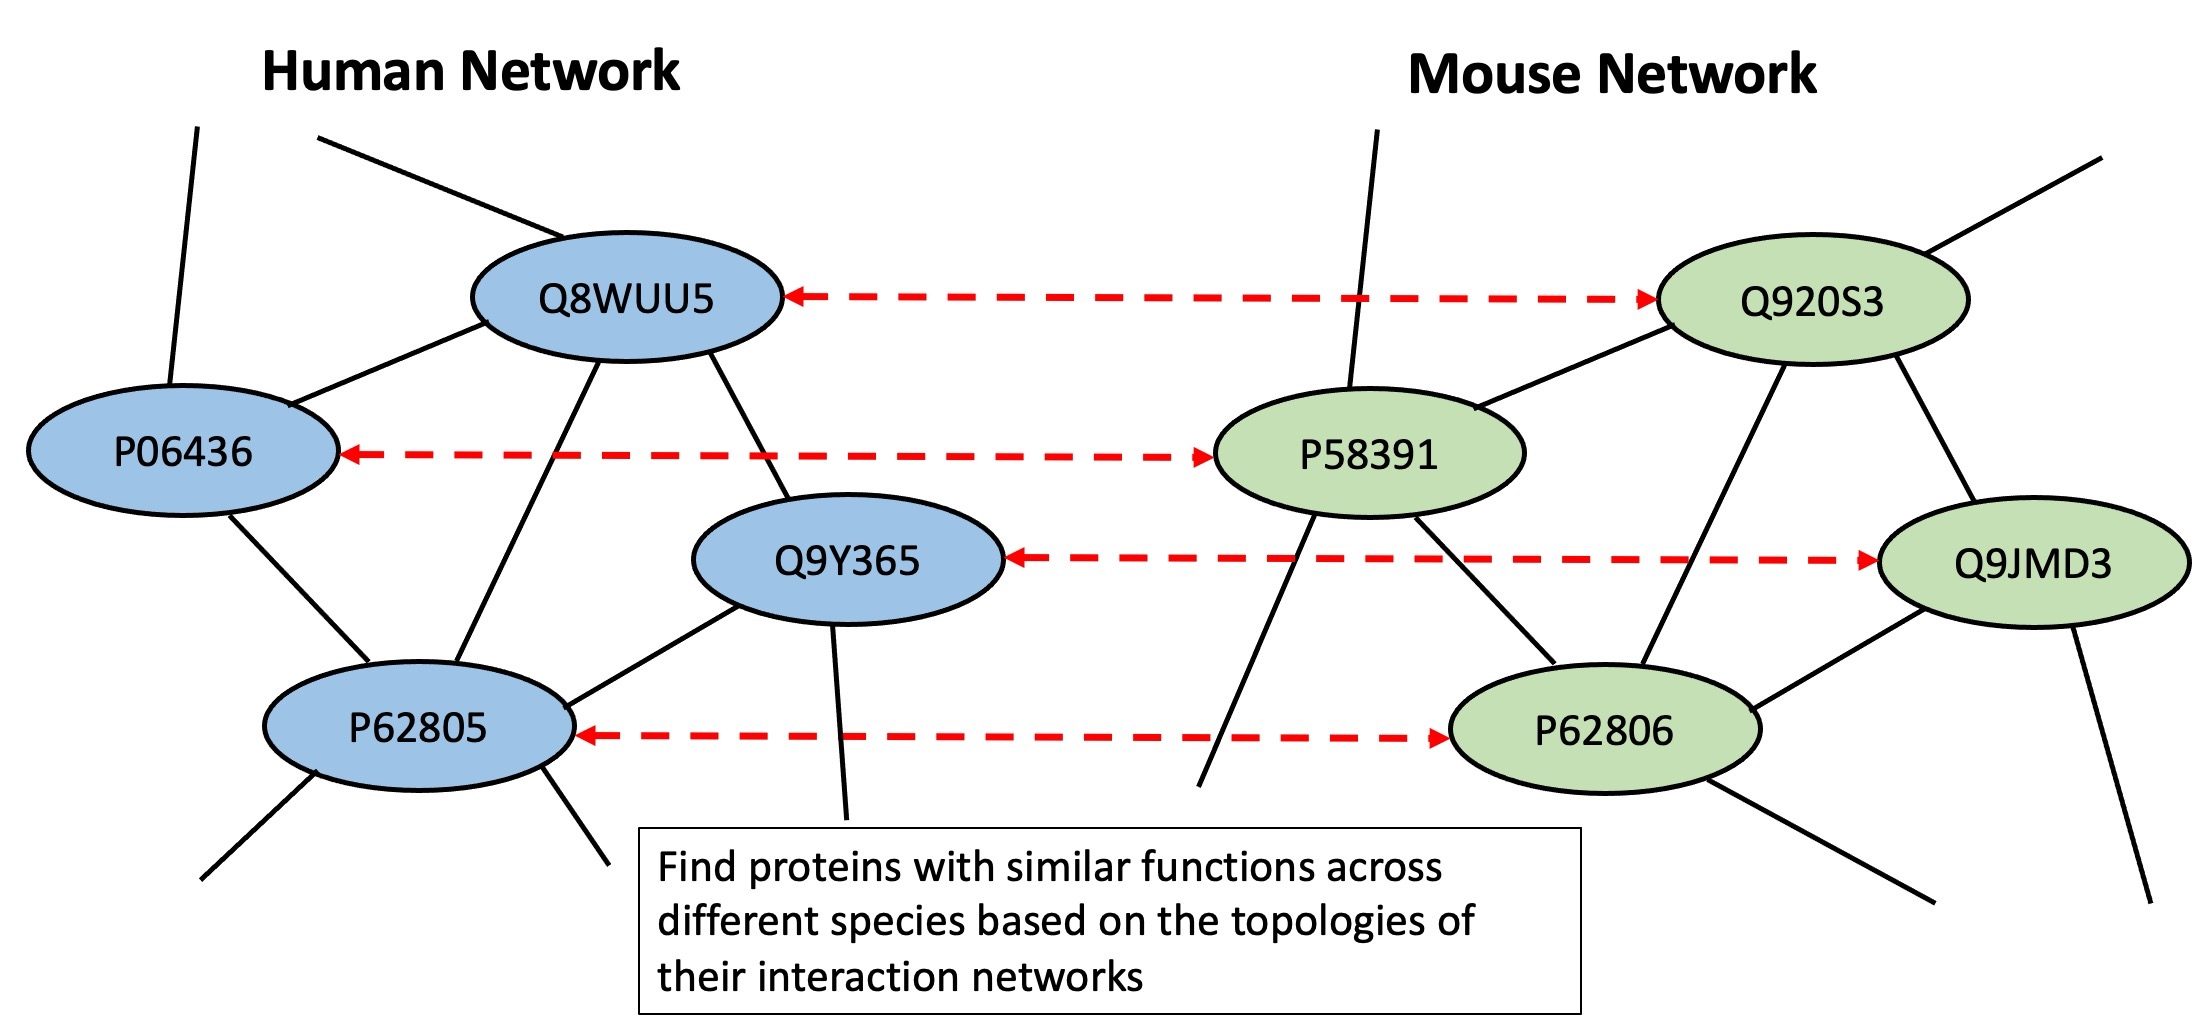 Human Network
Mouse Network
Q8WUU5
Q920S3
P06436
P58391
Q9Y365
Q9JMD3
P62805
P62806
Find proteins with similar functions across
different species based on the topologies of
their interaction networks